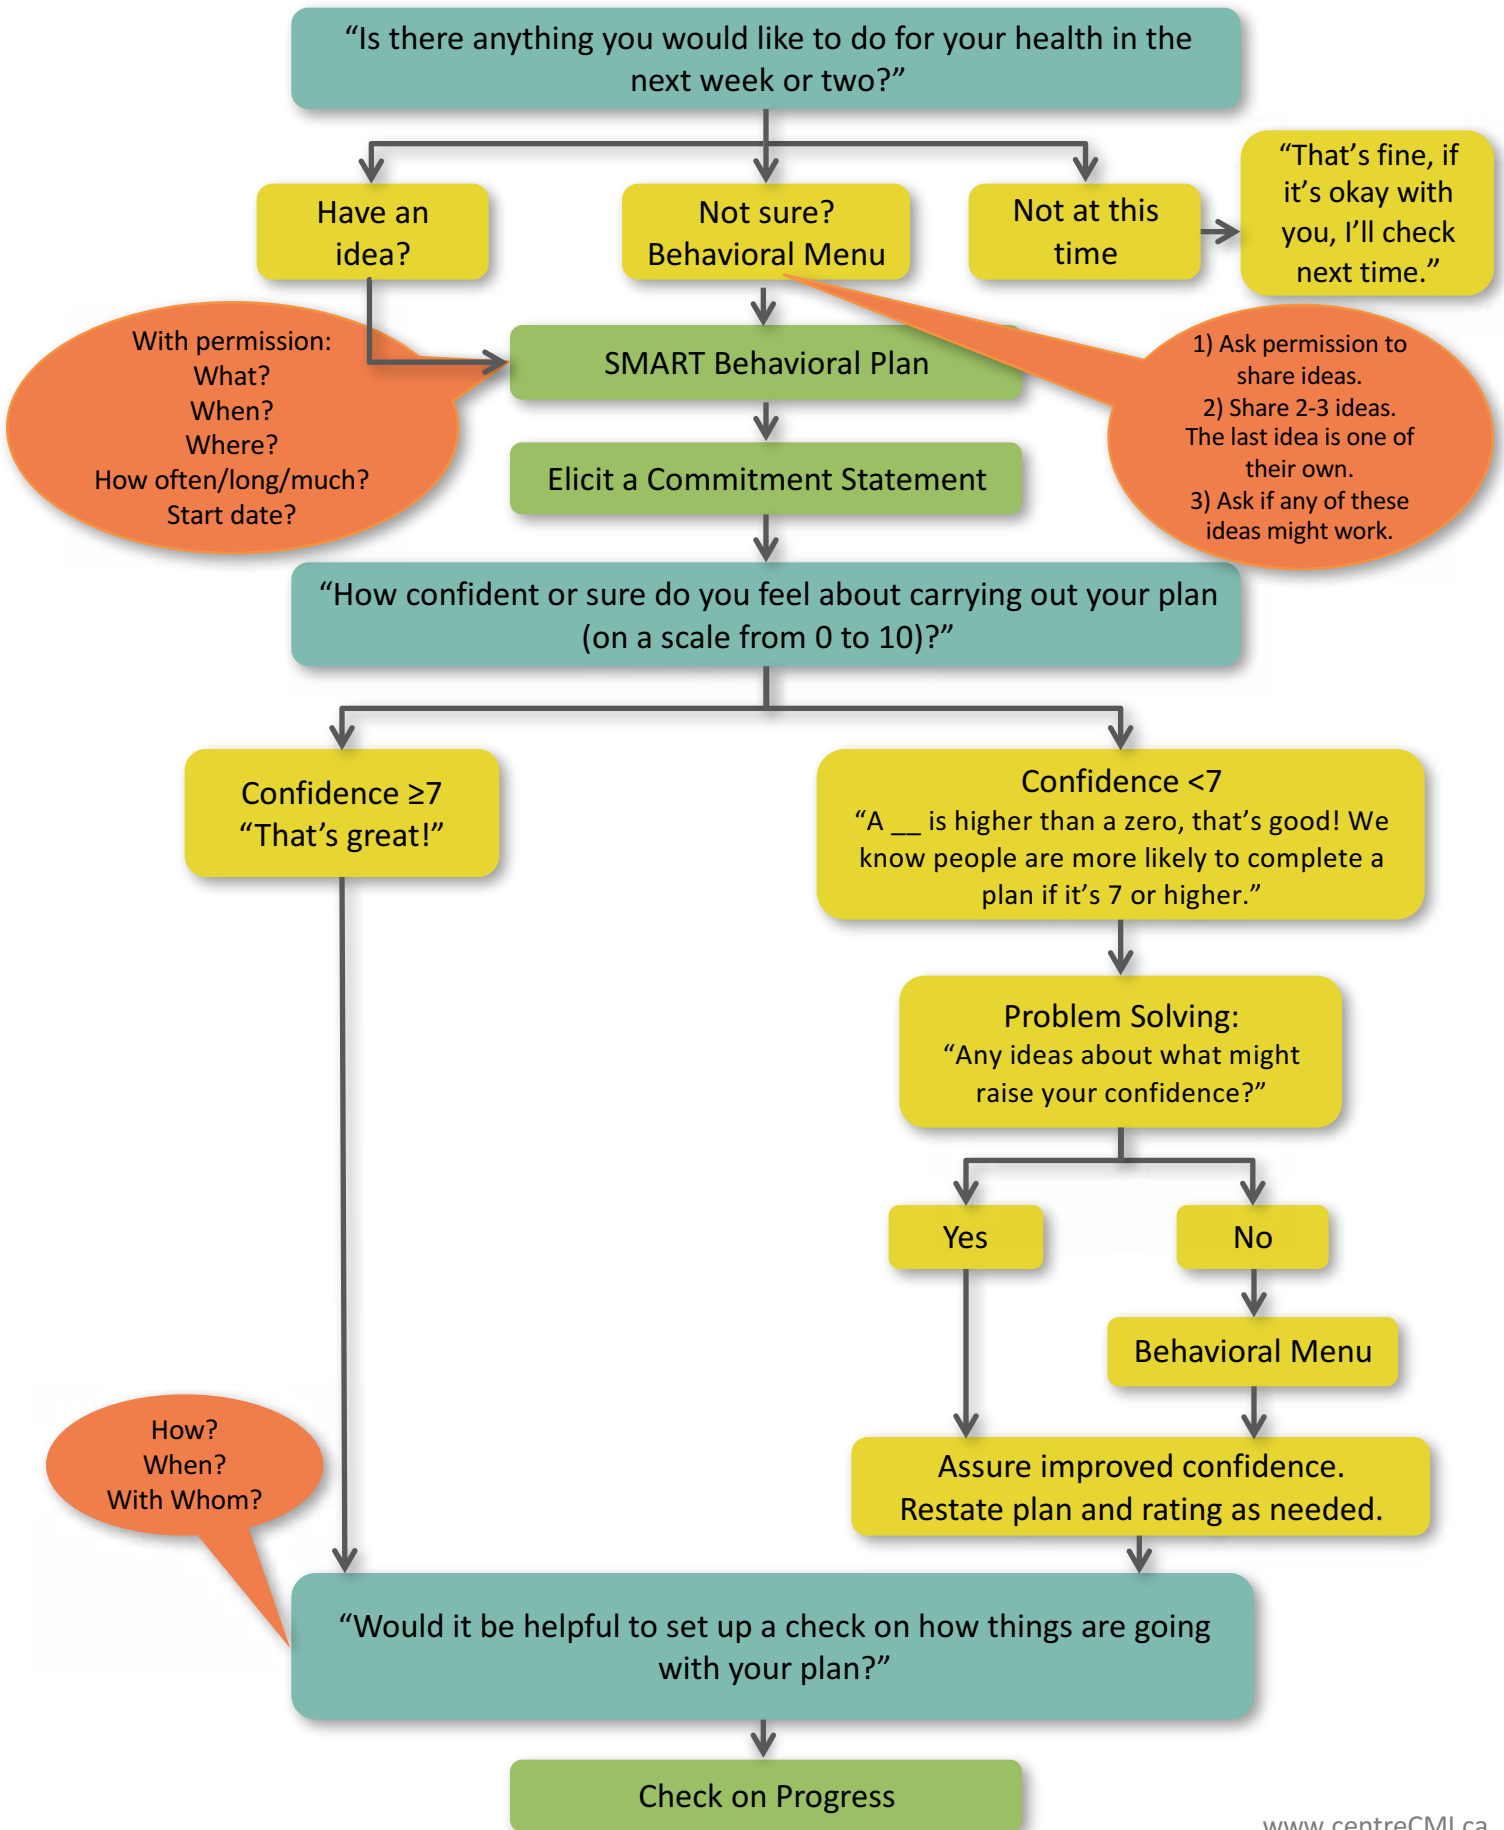 “Is there anything you would like to do for your health in the
next week or two?”
Have an
idea?
Not sure?
Behavioral Menu
Not at this
time
“That’s fine, if
it’s okay with
you, I’ll check
next time.”
With permission:
What?
When?
Where?
How often/long/much?
Start date?
SMART Behavioral Plan
1) Ask permission to
share ideas.
2) Share 2-3 ideas.
The last idea is one of
their own.
3) Ask if any of these
ideas might work.
Elicit a Commitment Statement
“How confident or sure do you feel about carrying out your plan
(on a scale from 0 to 10)?”
Confidence ≥7
“That’s great!”
Confidence <7
“A __ is higher than a zero, that’s good! We
know people are more likely to complete a
plan if it’s 7 or higher.”
Problem Solving:
“Any ideas about what might
raise your confidence?”
Yes
No
Behavioral Menu
Assure improved confidence.
Restate plan and rating as needed.
How?
When?
With Whom?
“Would it be helpful to set up a check on how things are going
with your plan?”
Check on Progress
www.centreCMI.ca